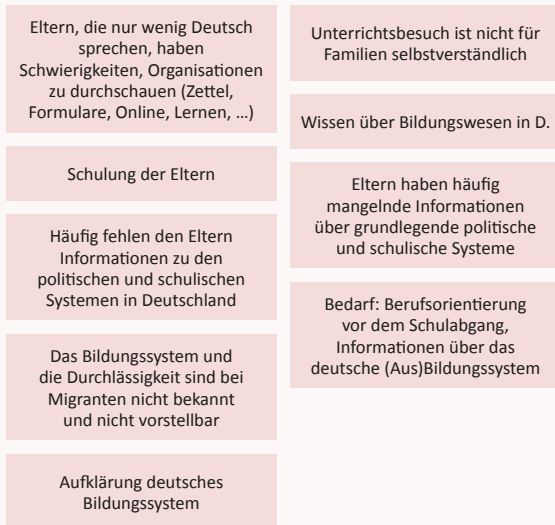 Eltern, die nur wenig Deutsch
sprechen, haben
Schwierigkeiten, Organisationen
zu durchschauen (Zettel,
Formulare, Online, Lernen, ...)
Schulung der Eltern
Häufig fehlen den Eltern
Informationen zu den
politischen und schulischen
Systemen in Deutschland
Das Bildungssystem und
die Durchlässigkeit sind bei
Migranten nicht bekannt
und nicht vorstellbar
Aufklärung deutsches
Bildungssystem
Unterrichtsbesuch ist nicht für
Familien selbstverständlich
Wissen über Bildungswesen in D.
Eltern haben häufig
mangelnde Informationen
über grundlegende politische
und schulische Systeme
Bedarf: Berufsorientierung
vor dem Schulabgang,
Informationen über das
deutsche (Aus)Bildungssystem